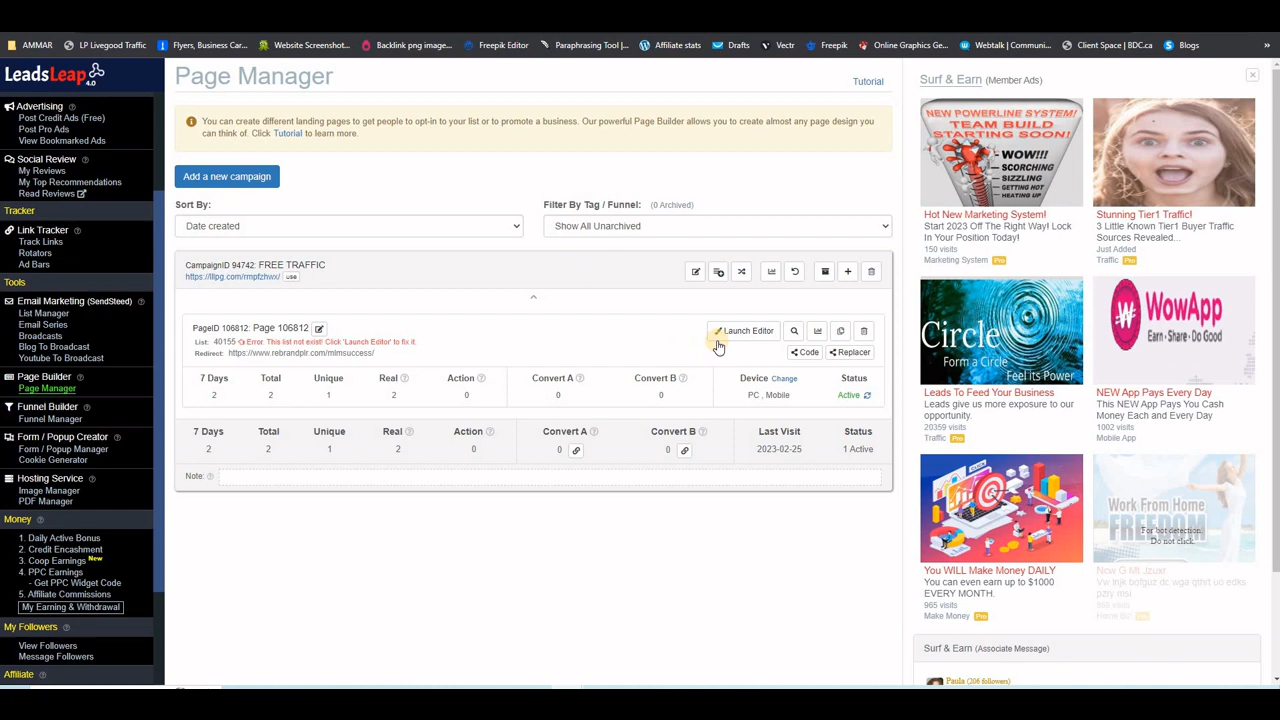 AMMAR
LP Livegood Traffic
Flyers, Business Car...
Website Screenshot...
Backlink png image...
Freepik Editor
Paraphrasing Tool |...
Affiliate stats
Drafts
Vectr
Freepik
Online Graphics Ge...
Webtalk | Communi...
Client Space | BDC.ca
Blogs
»
LeadsLeap 4.0
Advertising
Post Credit Ads (Free)
Post Pro Ads
View Bookmarked Ads
Social Review
My Reviews
My Top Recommendations
Read Reviews
Tracker
Link Tracker
Track Links
Rotators
Ad Bars
Tools
Email Marketing (SendSteed)
List Manager
Email Series
Broadcasts
Blog To Broadcast
Youtube To Broadcast
Page Builder
Page Manager
Funnel Builder
Funnel Manager
Form / Popup Creator
Form / Popup Manager
Cookie Generator
Hosting Service
Image Manager
PDF Manager
Money
1. Daily Active Bonus
2. Credit Encashment
3. Coop Earnings New
4. PPC Earnings
- Get PPC Widget Code
5. Affiliate Commissions
My Earning & Withdrawal
My Followers
View Followers
Message Followers
Affiliate
Page Manager
Tutorial
You can create different landing pages to get people to opt-in to your list or to promote a business. Our powerful Page Builder allows you to create almost any page design you
can think of. Click Tutorial to learn more.
Add a new campaign
Sort By:
Date created
Filter By Tag / Funnel: (0 Archived)
Show All Unarchived
CampaignID 94742: FREE TRAFFIC
https://llpg.com/rmpfzhwx/ USB
PageID 106812: Page 106812
Launch Editor
List: 40155 Error. This list not exist! Click 'Launch Editor' to fix it.
Redirect: https://www.rebrandplr.com/mlmsuccess/
Code
Replacer
7 Days Total Unique Real Action Convert A Convert B Device Change Status
2 2 1 2 0 0 0 PC , Mobile Active
7 Days Total Unique Real Action Convert A Convert B Last Visit Status
2 2 1 2 0 0 0 2023-02-25 1 Active
Note:
Surf & Earn (Member Ads)
NEW POWERLINE SYSTEM!
TEAM BUILD
STARTING SOON!
WOW!!!
SCORCHING
SIZZLING
GETTING HOT
HEATING UP
Hot New Marketing System!
Start 2023 Off The Right Way! Lock
In Your Position Today!
150 visits
Marketing System Pro
Stunning Tier1 Traffic!
3 Little Known Tier1 Buyer Traffic
Sources Revealed...
Just Added
Traffic Pro
Circle
Form a Circle
Feel its Power
Leads To Feed Your Business
Leads give us more exposure to our
opportunity.
20359 visits
Traffic Pro
WowApp
Earn • Share • Do Good
NEW APP Pays Every Day
This NEW App Pays You Cash
Money Each and Every Day
1002 visits
Mobile App
You WILL Make Money DAILY
You can even earn up to $1000
EVERY MONTH.
965 visits
Make Money Pro
Work From Home
FREEDOM
For bot detection.
Do not click.
Surf & Earn (Associate Message)
Paula (206 followers)